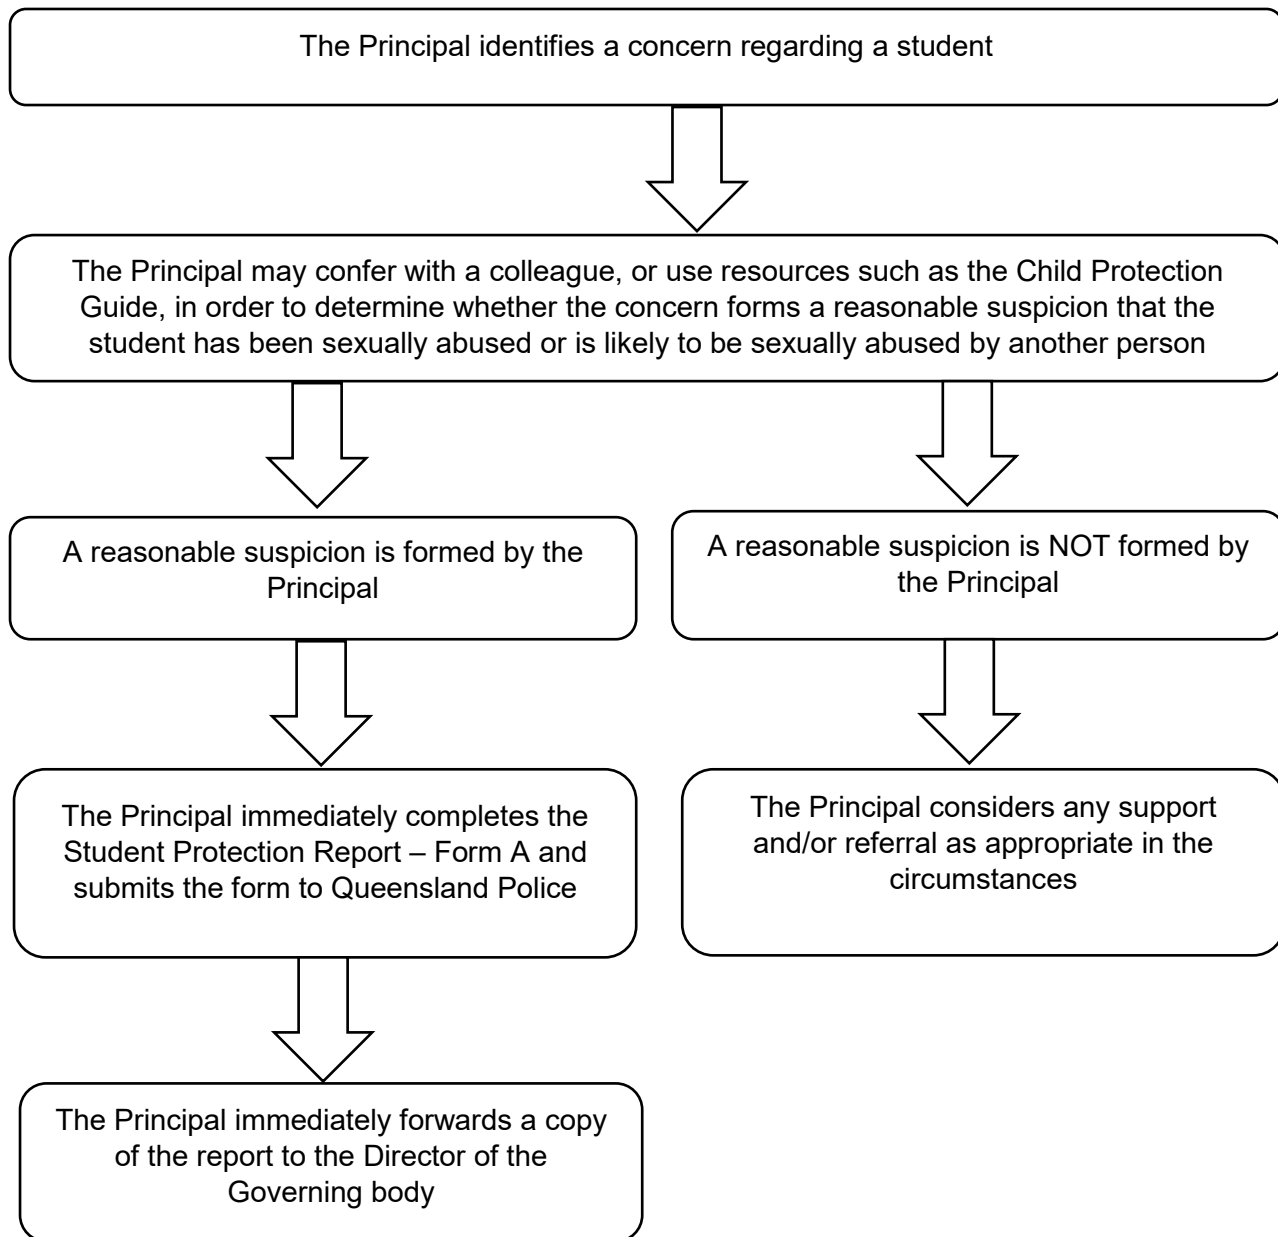 The Principal identifies a concern regarding a student
The Principal may confer with a colleague, or use resources such as the Child Protection
Guide, in order to determine whether the concern forms a reasonable suspicion that the
student has been sexually abused or is likely to be sexually abused by another person
A reasonable suspicion is formed by the
Principal
A reasonable suspicion is NOT formed by
the Principal
The Principal immediately completes the
Student Protection Report – Form A and
submits the form to Queensland Police
The Principal considers any support
and/or referral as appropriate in the
circumstances
The Principal immediately forwards a copy
of the report to the Director of the
Governing body